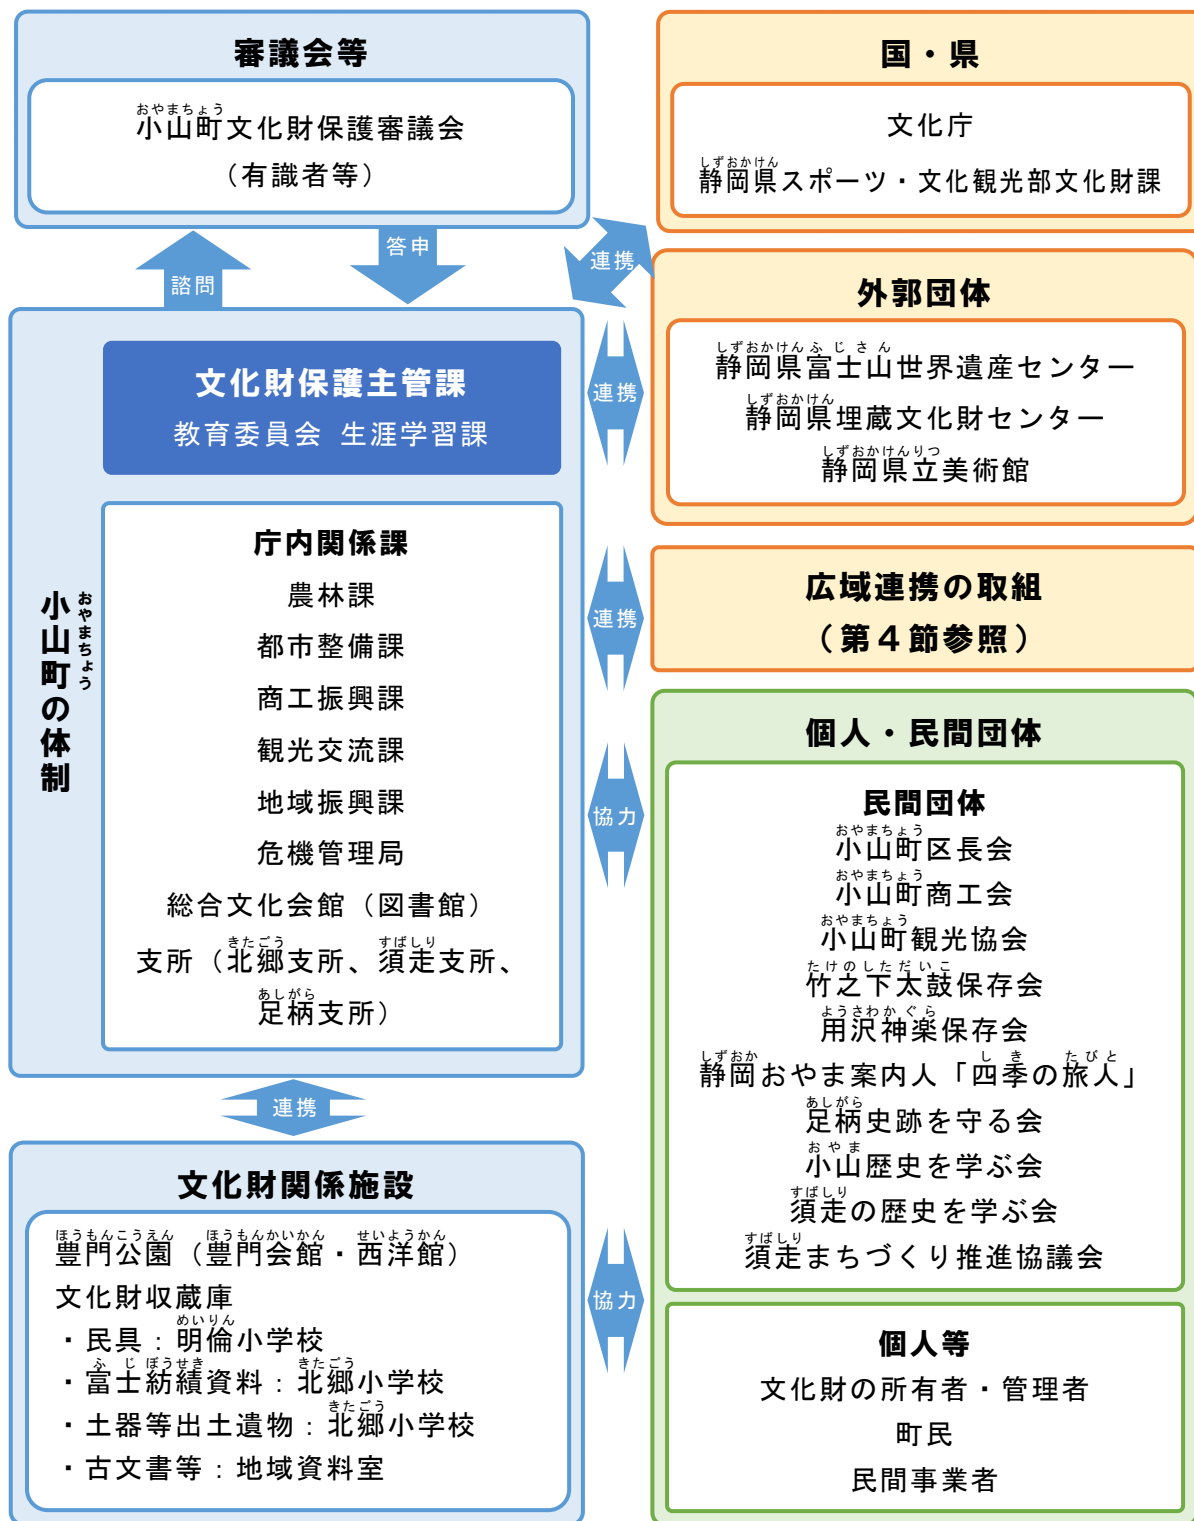 審議会等
おやまちょう
小山町文化財保護審議会
（有識者等）
国・県
文化庁
しずおかけん
静岡県スポーツ・文化観光部文化財課
諮問
答申
連携
外郭団体
しずおかけんふじさん
静岡県富士山世界遺産センター
しずおかけん
静岡県埋蔵文化財センター
しずおかけんりつ
静岡県立美術館
連携
おやまちょう
小山町の体制
文化財保護主管課
教育委員会 生涯学習課
庁内関係課
農林課
都市整備課
商工振興課
観光交流課
地域振興課
危機管理局
総合文化会館（図書館）
きたごう すばしり
支所（北郷支所、須走支所、
あしがら
足柄支所）
連携
広域連携の取組
（第４節参照）
協力
個人・民間団体
民間団体
おやまちょう
小山町区長会
おやまちょう
小山町商工会
おやまちょう
小山町観光協会
たけのしただいこ
竹之下太鼓保存会
ようさわかぐら
用沢神楽保存会
しずおか しき たびと
静岡おやま案内人「四季の旅人」
あしがら
足柄史跡を守る会
おやま
小山歴史を学ぶ会
すばしり
須走の歴史を学ぶ会
すばしり
須走まちづくり推進協議会
個人等
文化財の所有者・管理者
町民
民間事業者
連携
文化財関係施設
ほうもんこうえん ほうもんかいかん せいようかん
豊門公園（豊門会館・西洋館）
文化財収蔵庫
めいりん
・民具：明倫小学校
ふじぼうせき きたごう
・富士紡績資料：北郷小学校
きたごう
・土器等出土遺物：北郷小学校
・古文書等：地域資料室
協力